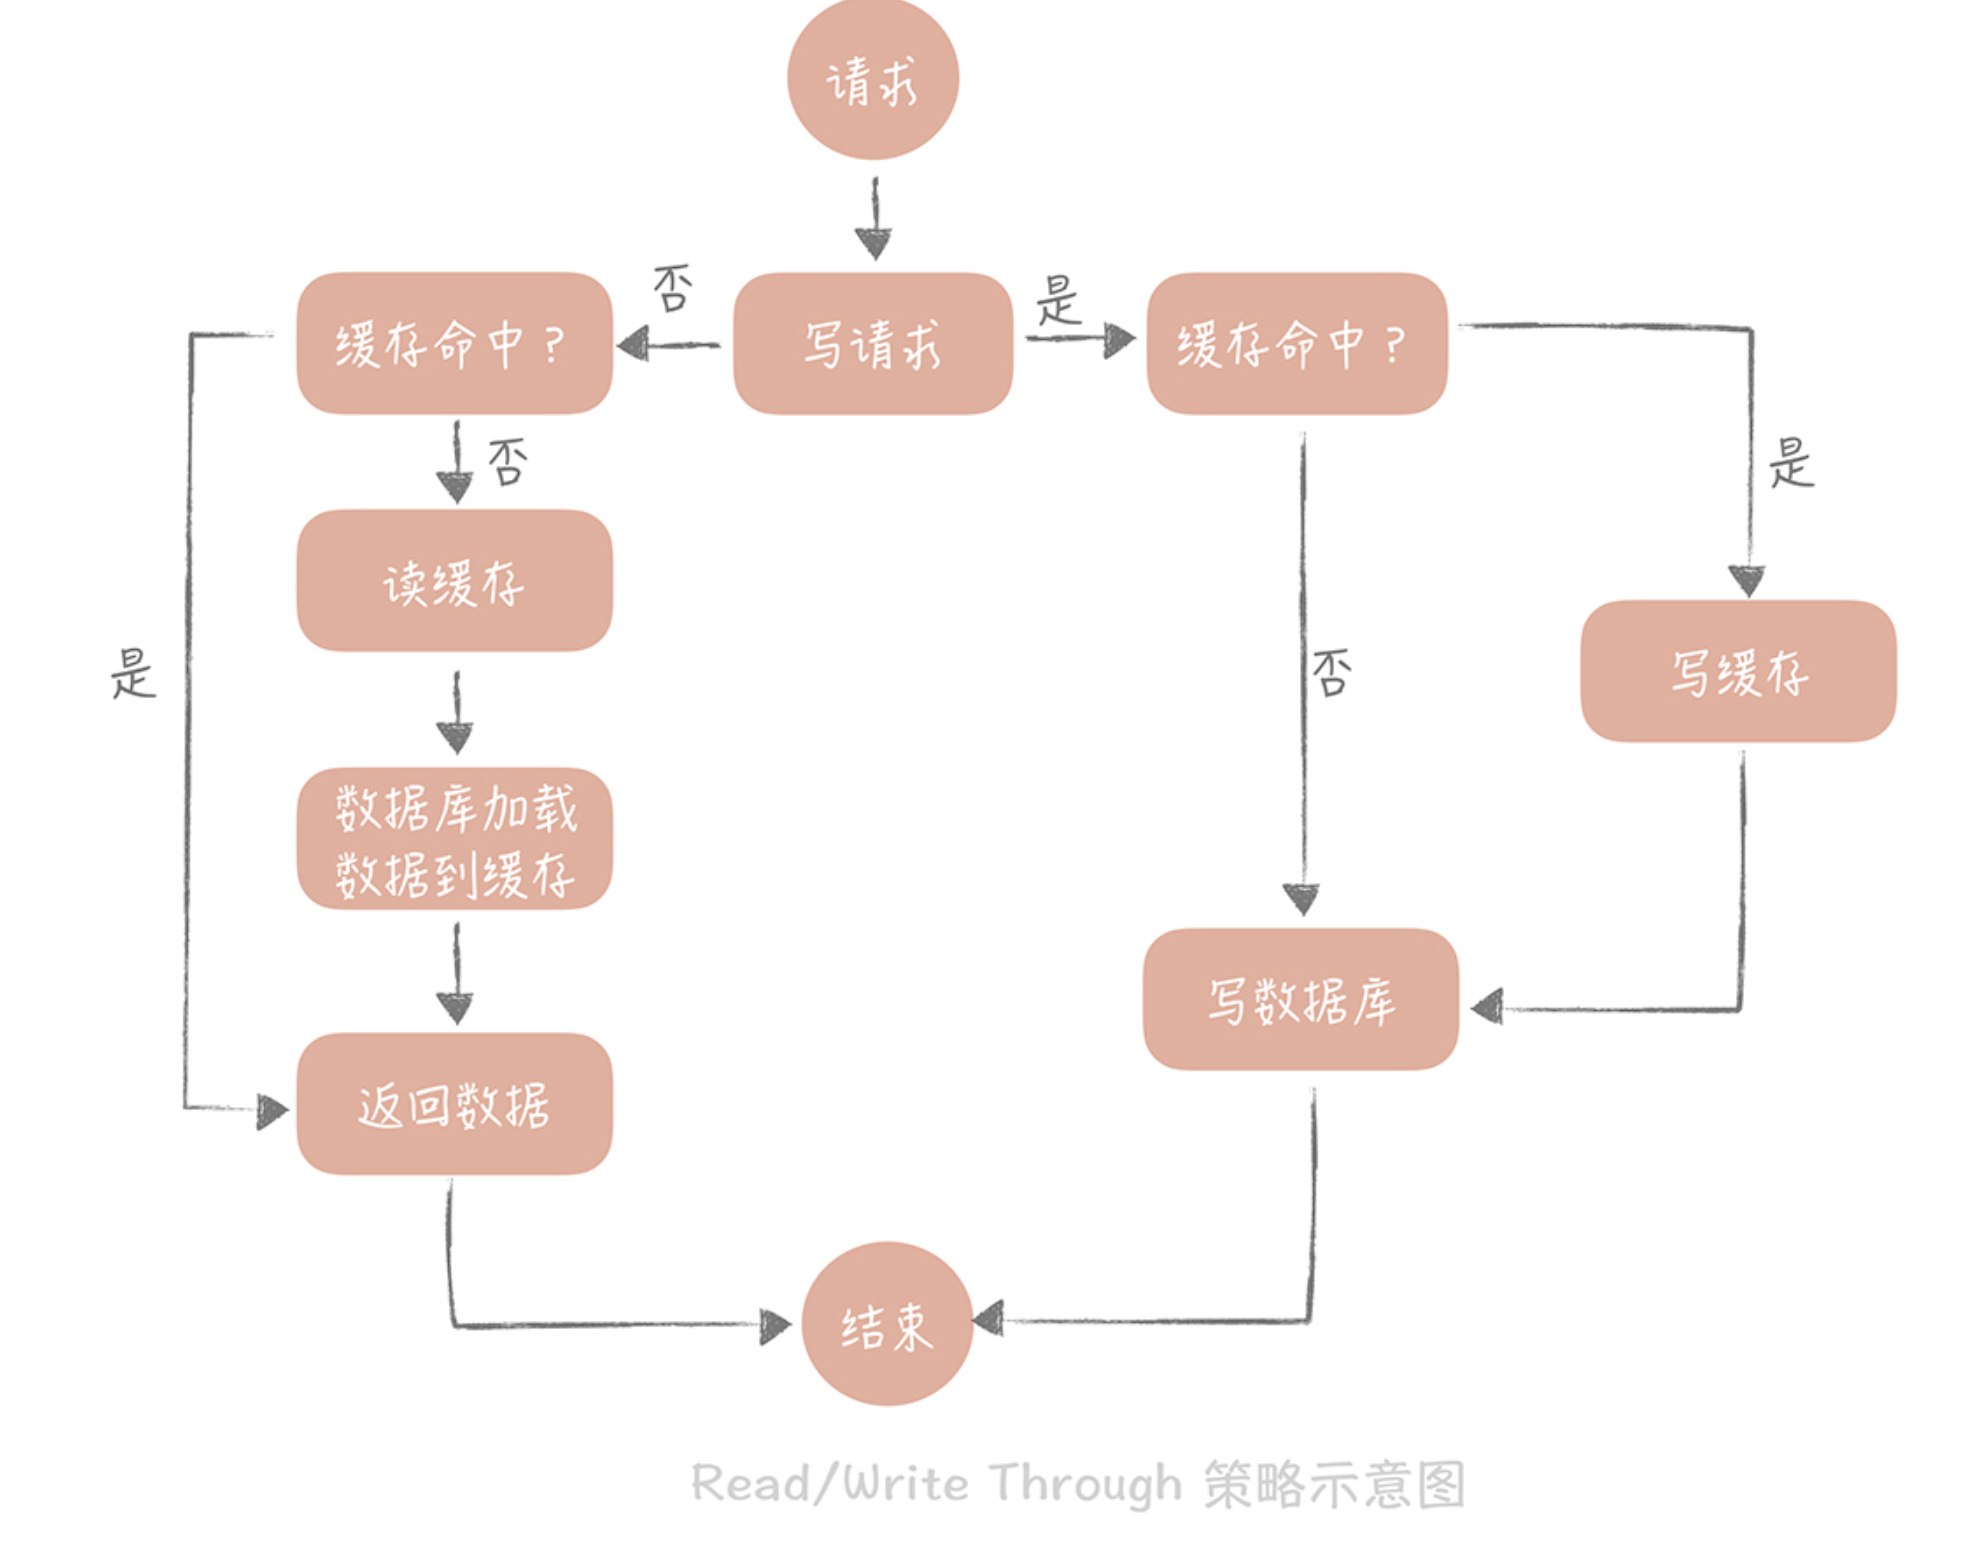 请求
否
是
缓存命中？
写请求
缓存命中？
否
是
读缓存
是
否
写缓存
数据库加载
数据到缓存
写数据库
返回数据
结束
Read/Write Through 策略示意图